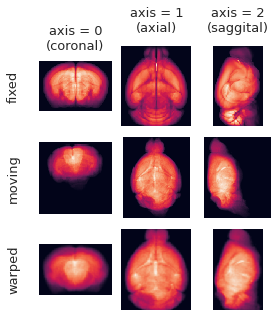 axis = 0
(coronal)
axis = 1
(axial)
axis = 2
(saggital)
fixed
moving
warped